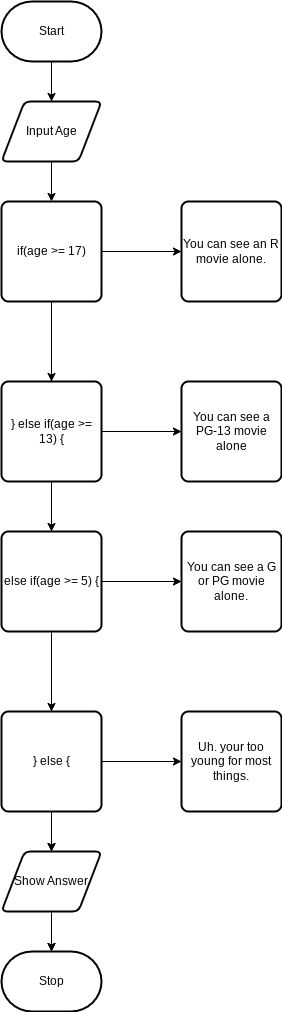 Start
Input Age
if(age >= 17)
You can see an R
movie alone.
} else if(age >=
13) {
You can see a
PG-13 movie
alone
else if(age >= 5) {
You can see a G
or PG movie
alone.
} else {
Uh. your too
young for most
things.
Show Answer
Stop